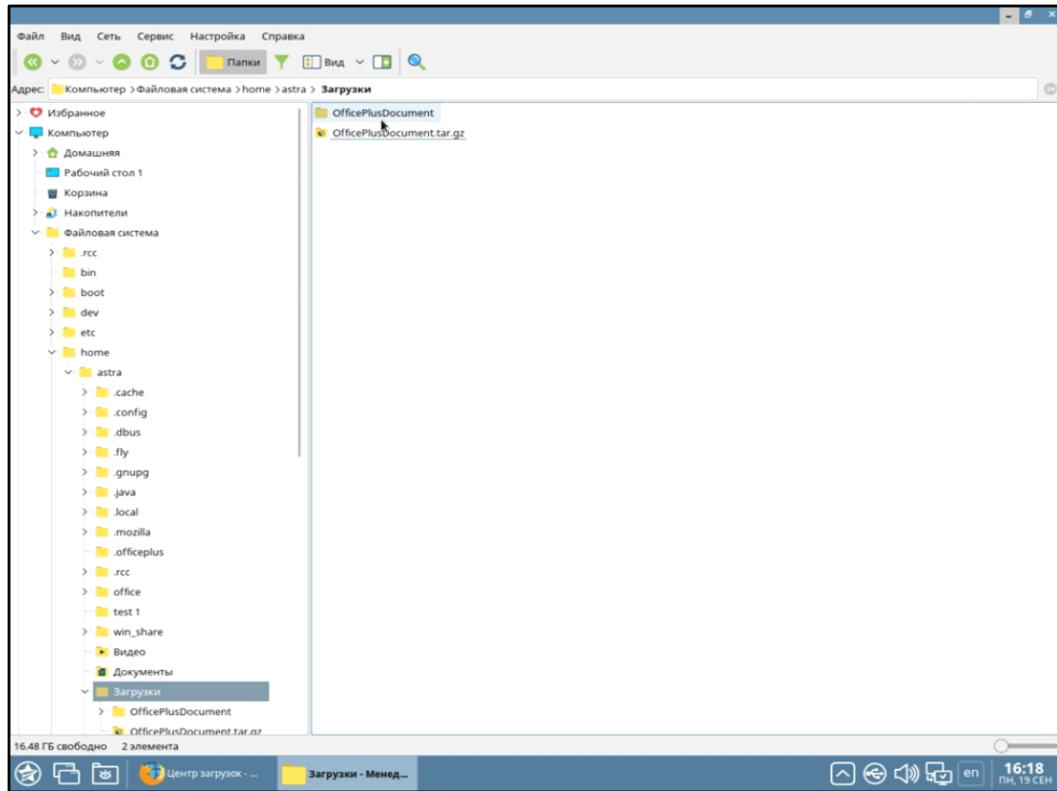 Файл Вид Сеть Сервис Настройка Справка
Папки Вид
Адрес: Компьютер >Файловая система >home >astra > Загрузки
Избранное
Компьютер
Домашняя
Рабочий стол 1
Корзина
Накопители
Файловая система
.rcc
bin
boot
dev
etc
home
astra
.cache
.config
.dbus
.fly
.gnupg
.java
.local
.mozilla
.officeplus
.rcc
office
test 1
win_share
Видео
Документы
Загрузки
OfficePlusDocument
OfficePlusDocument.tar.gz
OfficePlusDocument
OfficePlusDocument.tar.gz
16.48 ГБ свободно 2 элемента
Центр загрузок - ...
Загрузки - Менед...
en
16:18
ПН, 19 СЕН